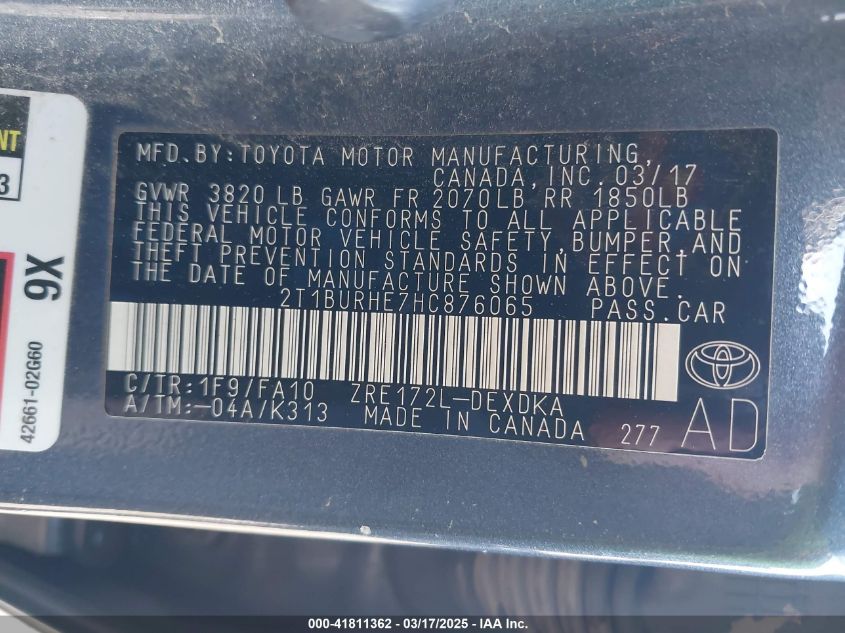 NT
3
9X
42661-02G60
MFD.BY:TOYOTA MOTOR MANUFACTURING,
CANADA,INC.03/17
GVWR 3820 LB GAWR FR 2070LB RR 1850LB
THIS VEHICLE CONFORMS TO ALL APPLICABLE
FEDERAL MOTOR VEHICLE SAFETY,BUMPER,AND
THEFT PREVENTION STANDARDS IN EFFECT ON
THE DATE OF MANUFACTURE SHOWN ABOVE.
2T1BURHE7HC876065 PASS.CAR
C/TR:1F9/FA10 ZRE172L-DEXDKA
A/TM:-04A/K313 MADE IN CANADA 277 AD
000-41811362 - 03/17/2025 - IAA Inc.